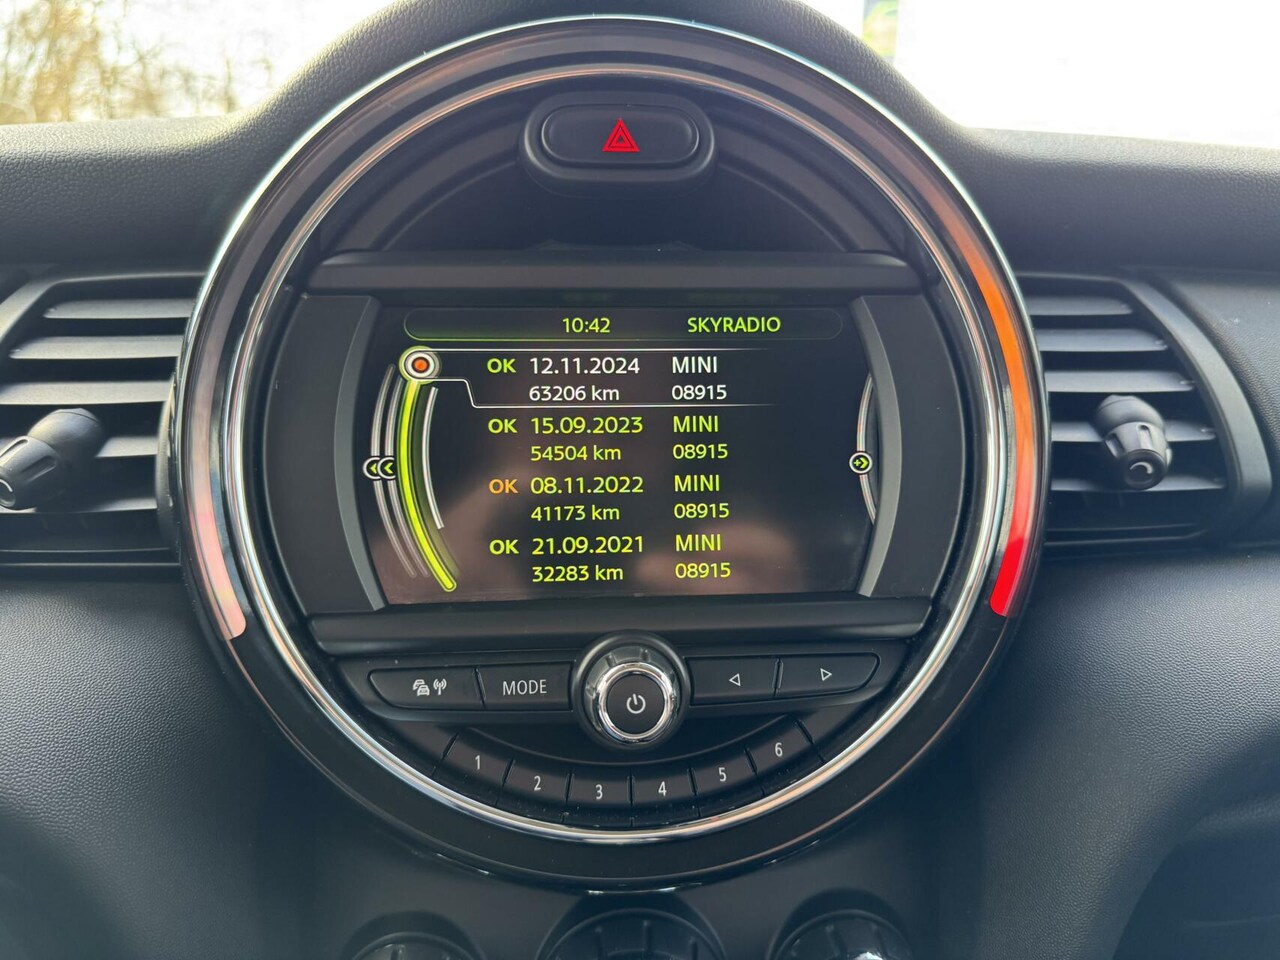 10:42 SKYRADIO
OK 12.11.2024 MINI
63206 km 08915
OK 15.09.2023 MINI
54504 km 08915
OK 08.11.2022 MINI
41173 km 08915
OK 21.09.2021 MINI
32283 km 08915
MODE
1 2 3 4 5 6